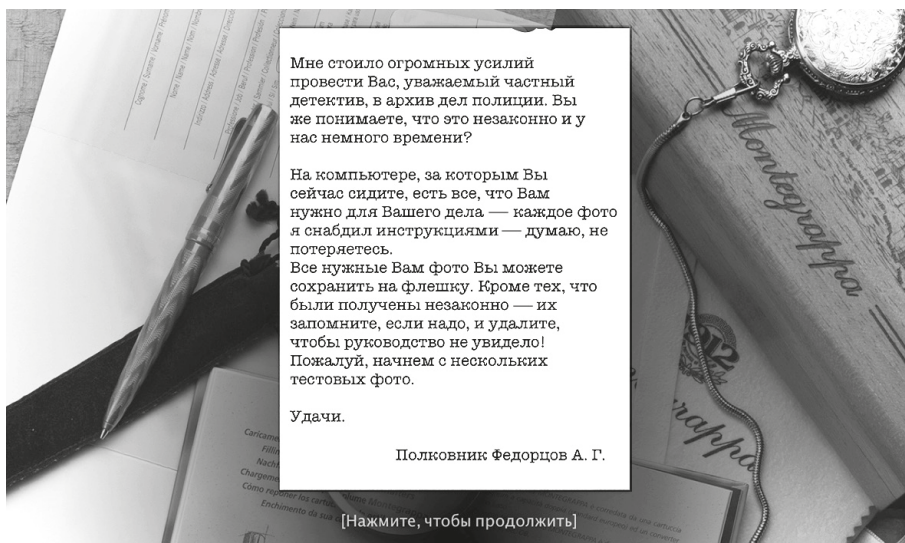 Мне стоило огромных усилий
провести Вас, уважаемый частный
детектив, в архив дел полиции. Вы
же понимаете, что это незаконно и у
нас немного времени?
На компьютере, за которым Вы
сейчас сидите, есть все, что Вам
нужно для Вашего дела — каждое фото
я снабдил инструкциями — думаю, не
потеряетесь.
Все нужные Вам фото Вы можете
сохранить на флешку. Кроме тех, что
были получены незаконно — их
запомните, если надо, и удалите,
чтобы руководство не увидело!
Пожалуй, начнем с нескольких
тестовых фото.
Удачи.
Полковник Федорцов А. Г.
[Нажмите, чтобы продолжить]
Montegrappa
1912